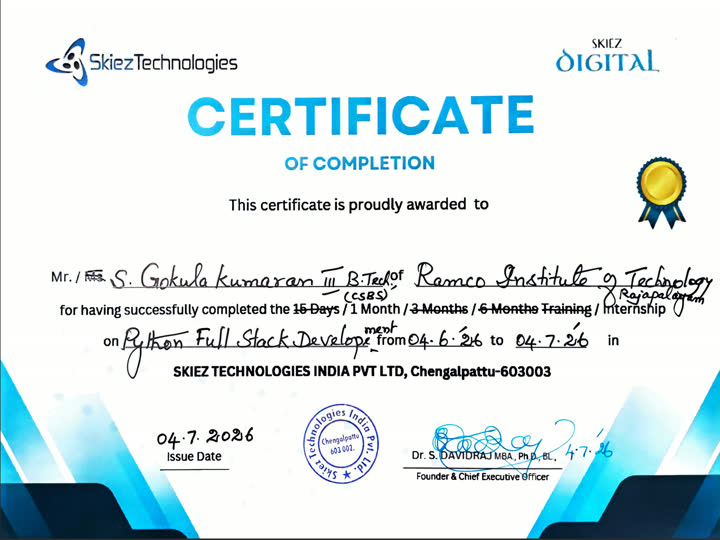 SkiezTechnologies
SKIEZ
DIGITAL
CERTIFICATE
OF COMPLETION
This certificate is proudly awarded to
Mr. / Ms. S. Gokula kumaran III B.Tech. of Ramco Institute of Technology
(CSBS) Rajapalayam
for having successfully completed the 15 Days / 1 Month / 3 Months / 6 Months Training / Internship
on Python Full Stack Developement from 04.6.'26 to 04.7.'26 in
SKIEZ TECHNOLOGIES INDIA PVT LTD, Chengalpattu-603003
04.7.2026
Issue Date
Skiez Technologies India Pvt. Ltd.
Chengalpattu
603 002.
4.7.'26
Dr. S. DAVIDRAJ MBA., Ph.D., BL.,
Founder & Chief Executive Officer